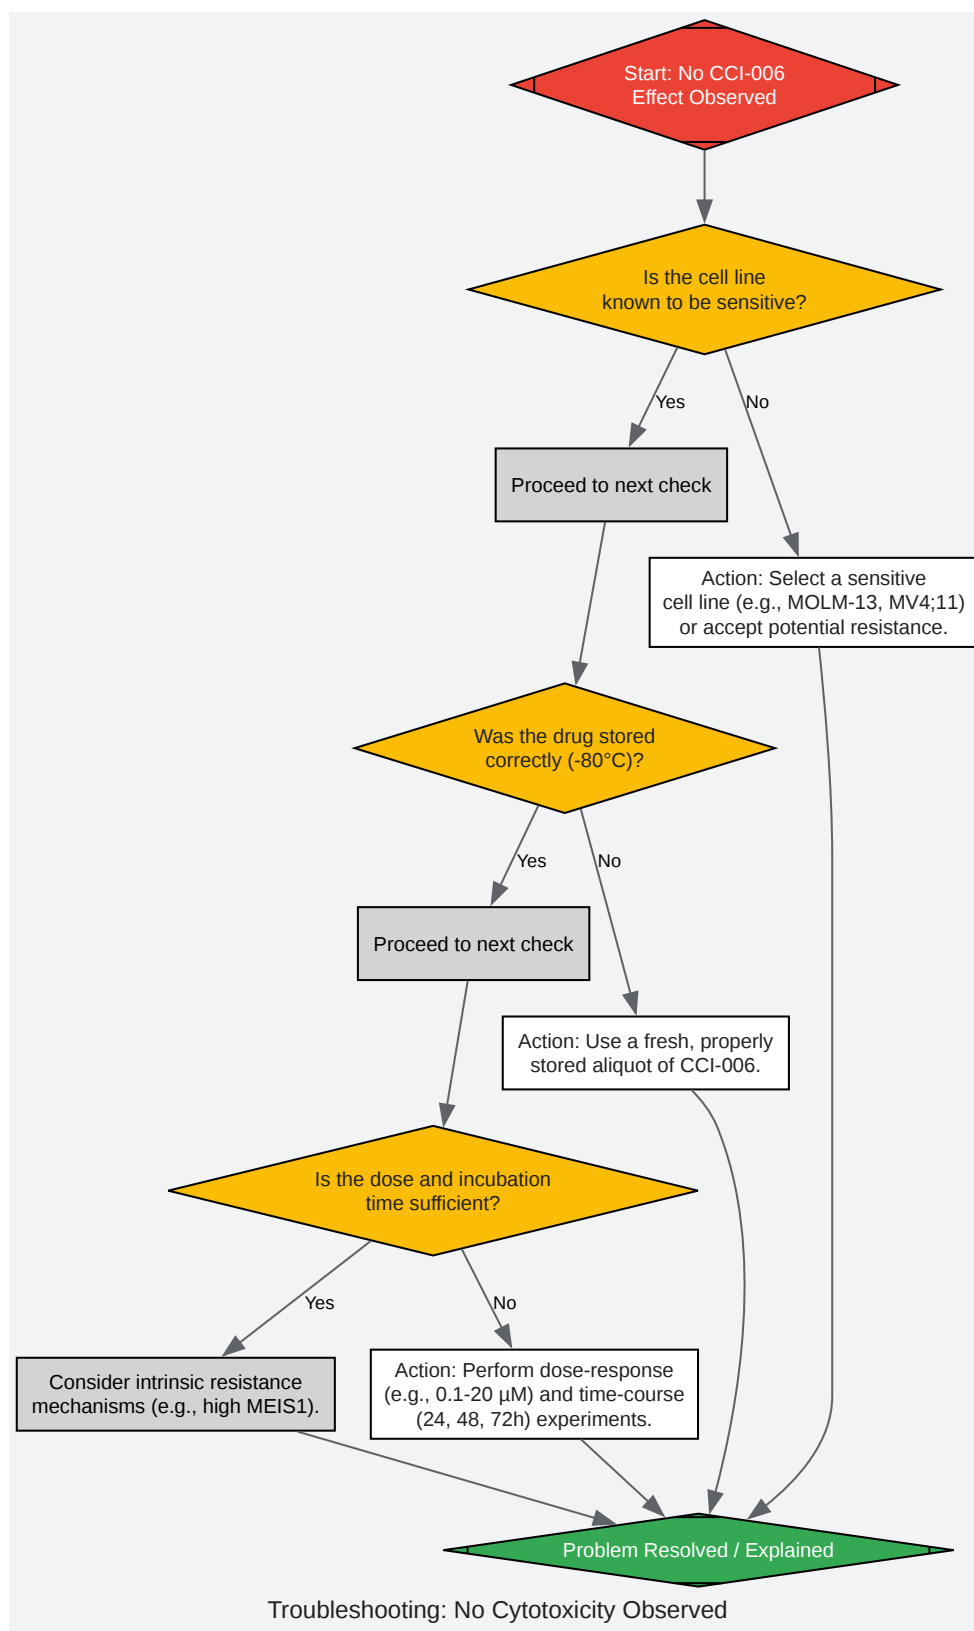 Start: No CCI-006
Effect Observed
Is the cell line
known to be sensitive?
Yes
No
Proceed to next check
Action: Select a sensitive
cell line (e.g., MOLM-13, MV4;11)
or accept potential resistance.
Was the drug stored
correctly (-80°C)?
Yes
No
Proceed to next check
Action: Use a fresh, properly
stored aliquot of CCI-006.
Is the dose and incubation
time sufficient?
Yes
No
Consider intrinsic resistance
mechanisms (e.g., high MEIS1).
Action: Perform dose-response
(e.g., 0.1-20 µM) and time-course
(24, 48, 72h) experiments.
Problem Resolved / Explained
Troubleshooting: No Cytotoxicity Observed